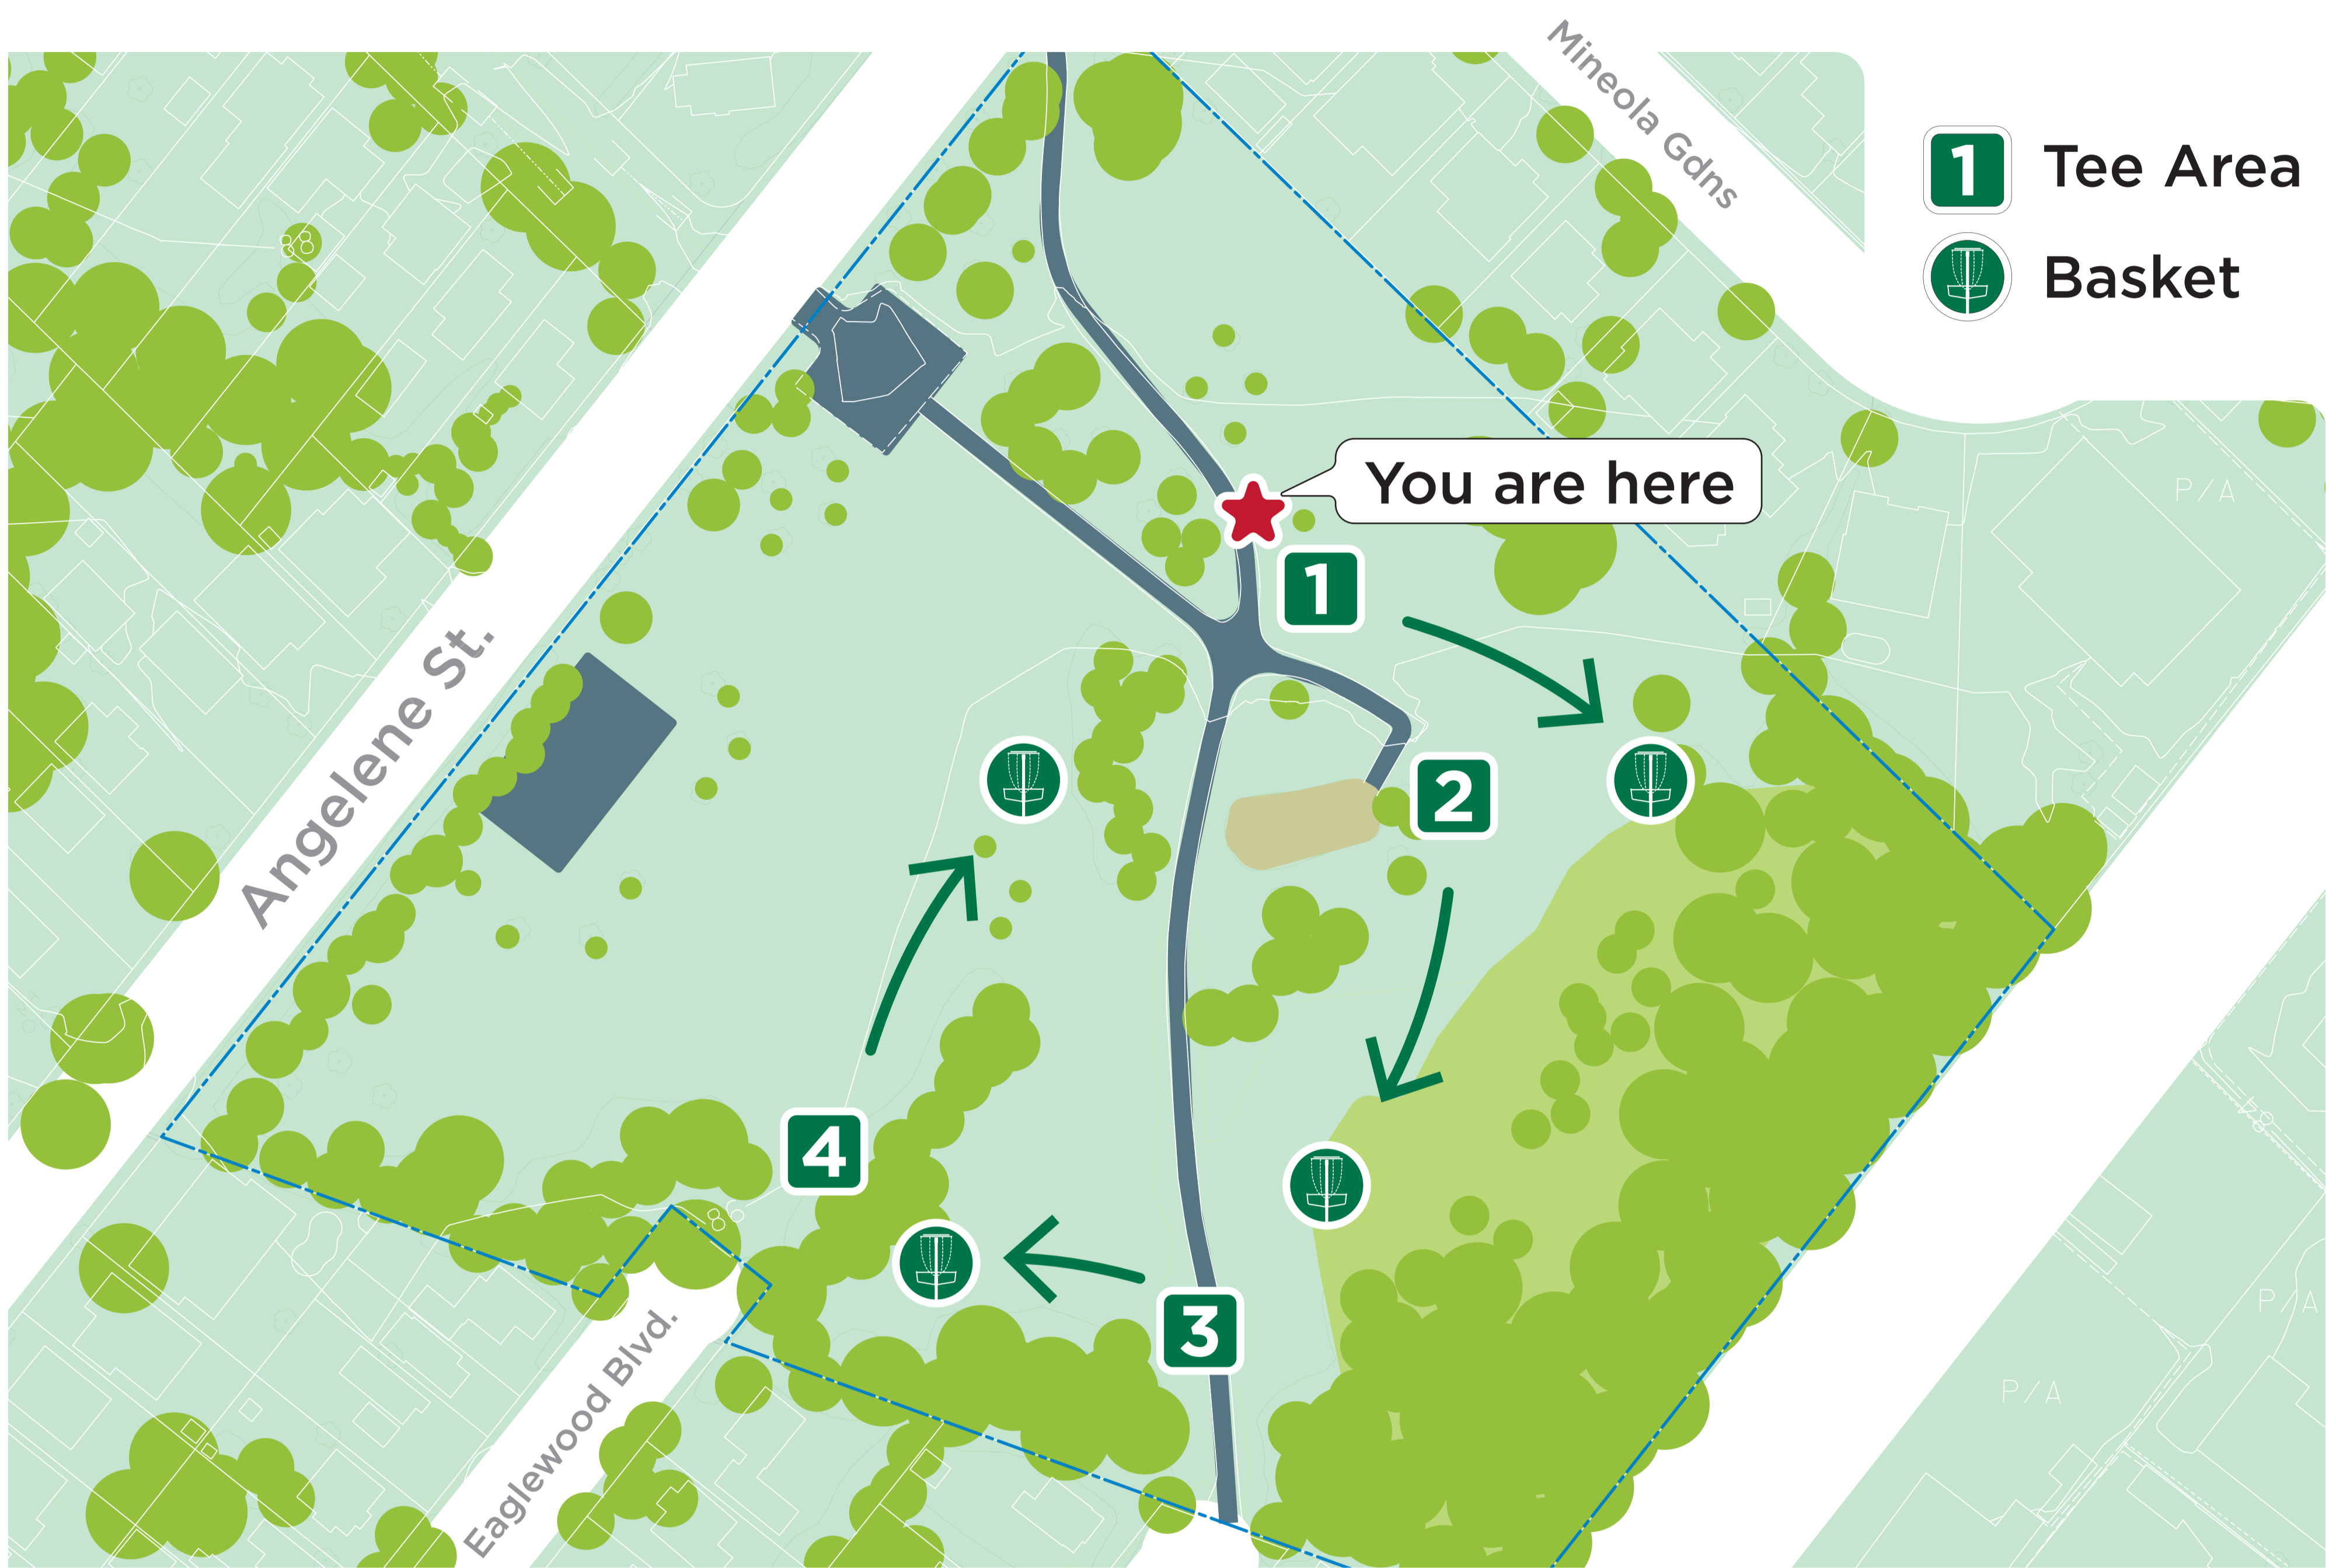 Mineola Gdns
1 Tee Area
Basket
You are here
P/A
1
Angelene St.
2
4
3
P/A
P/A
Eaglewood Blvd.